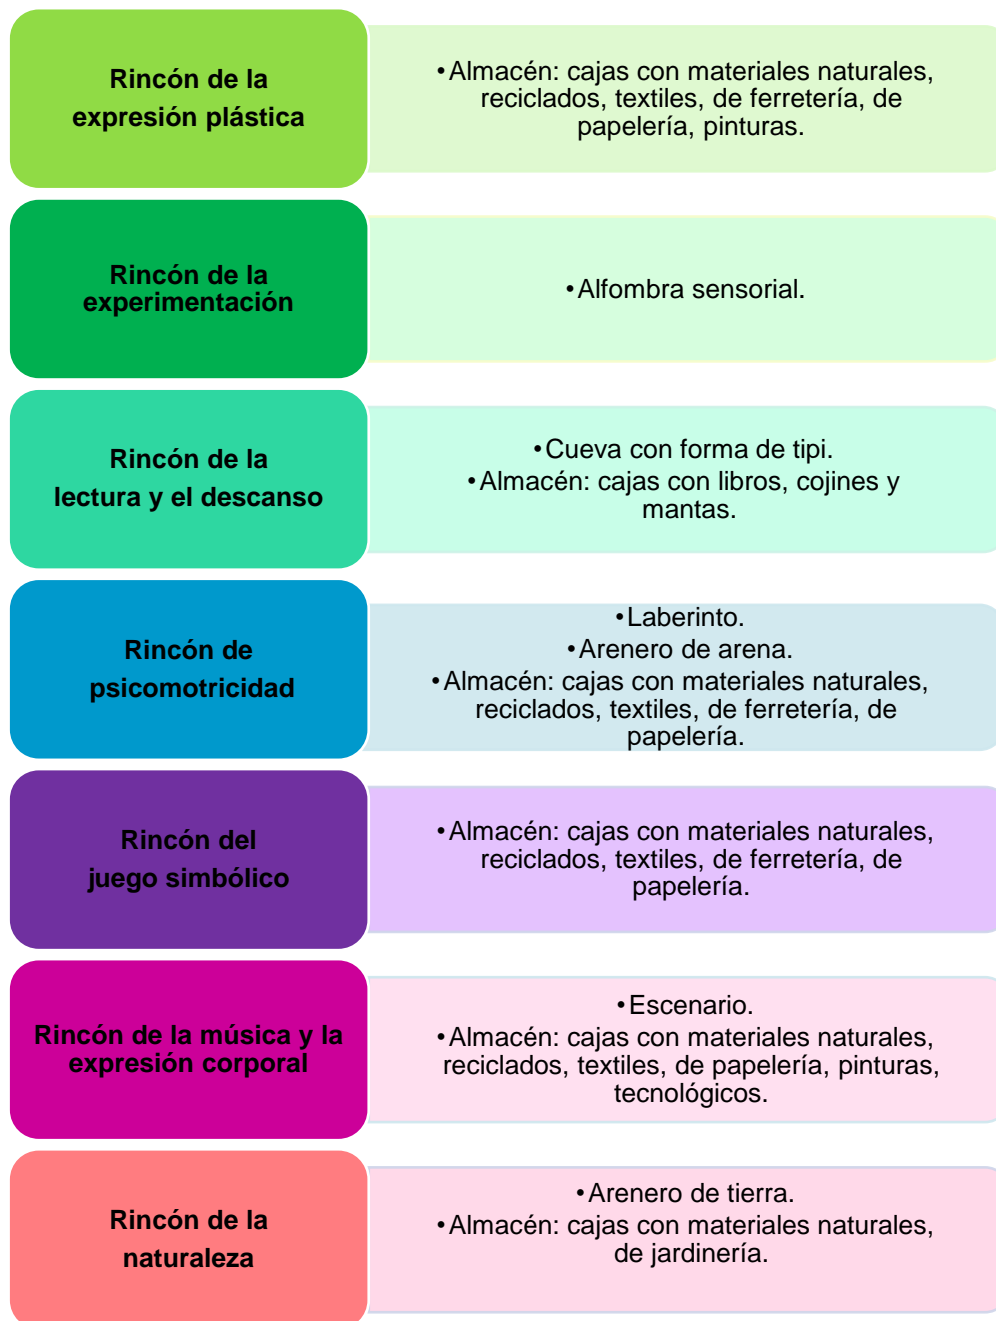 Rincón de la
expresión plástica
•Almacén: cajas con materiales naturales,
reciclados, textiles, de ferretería, de
papelería, pinturas.
Rincón de la
experimentación
•Alfombra sensorial.
Rincón de la
lectura y el descanso
•Cueva con forma de tipi.
•Almacén: cajas con libros, cojines y
mantas.
Rincón de
psicomotricidad
•Laberinto.
•Arenero de arena.
•Almacén: cajas con materiales naturales,
reciclados, textiles, de ferretería, de
papelería.
Rincón del
juego simbólico
•Almacén: cajas con materiales naturales,
reciclados, textiles, de ferretería, de
papelería.
Rincón de la música y la
expresión corporal
•Escenario.
•Almacén: cajas con materiales naturales,
reciclados, textiles, de papelería, pinturas,
tecnológicos.
Rincón de la
naturaleza
•Arenero de tierra.
•Almacén: cajas con materiales naturales,
de jardinería.